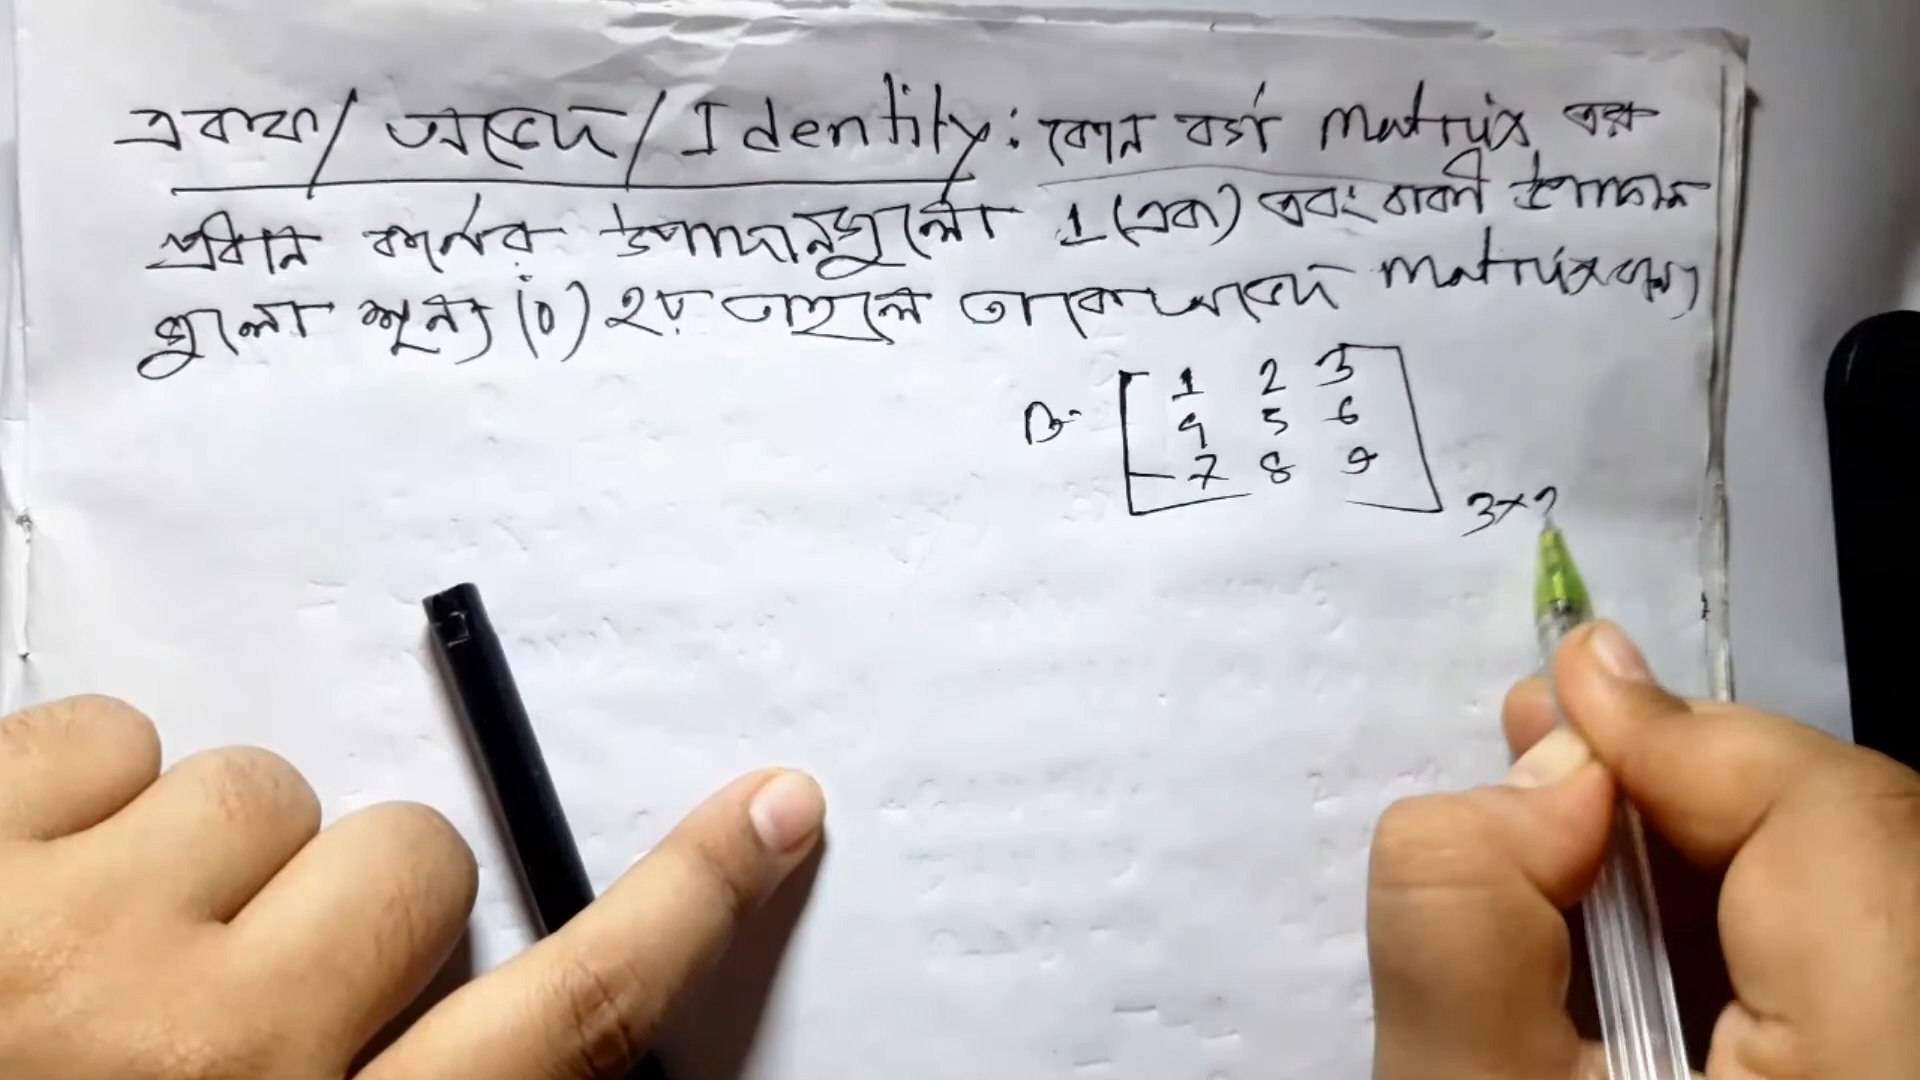 একক/অভেদ/Identity: কোন বর্গ matrix এর
প্রধান কর্ণের উপাদানগুলো 1 (এক) এবং বাকী উপাদান
গুলো শূন্য (0) হয় তাহলে তাকে অভেদ matrix বলে
1 2 3
4 5 6
7 8 9
3×